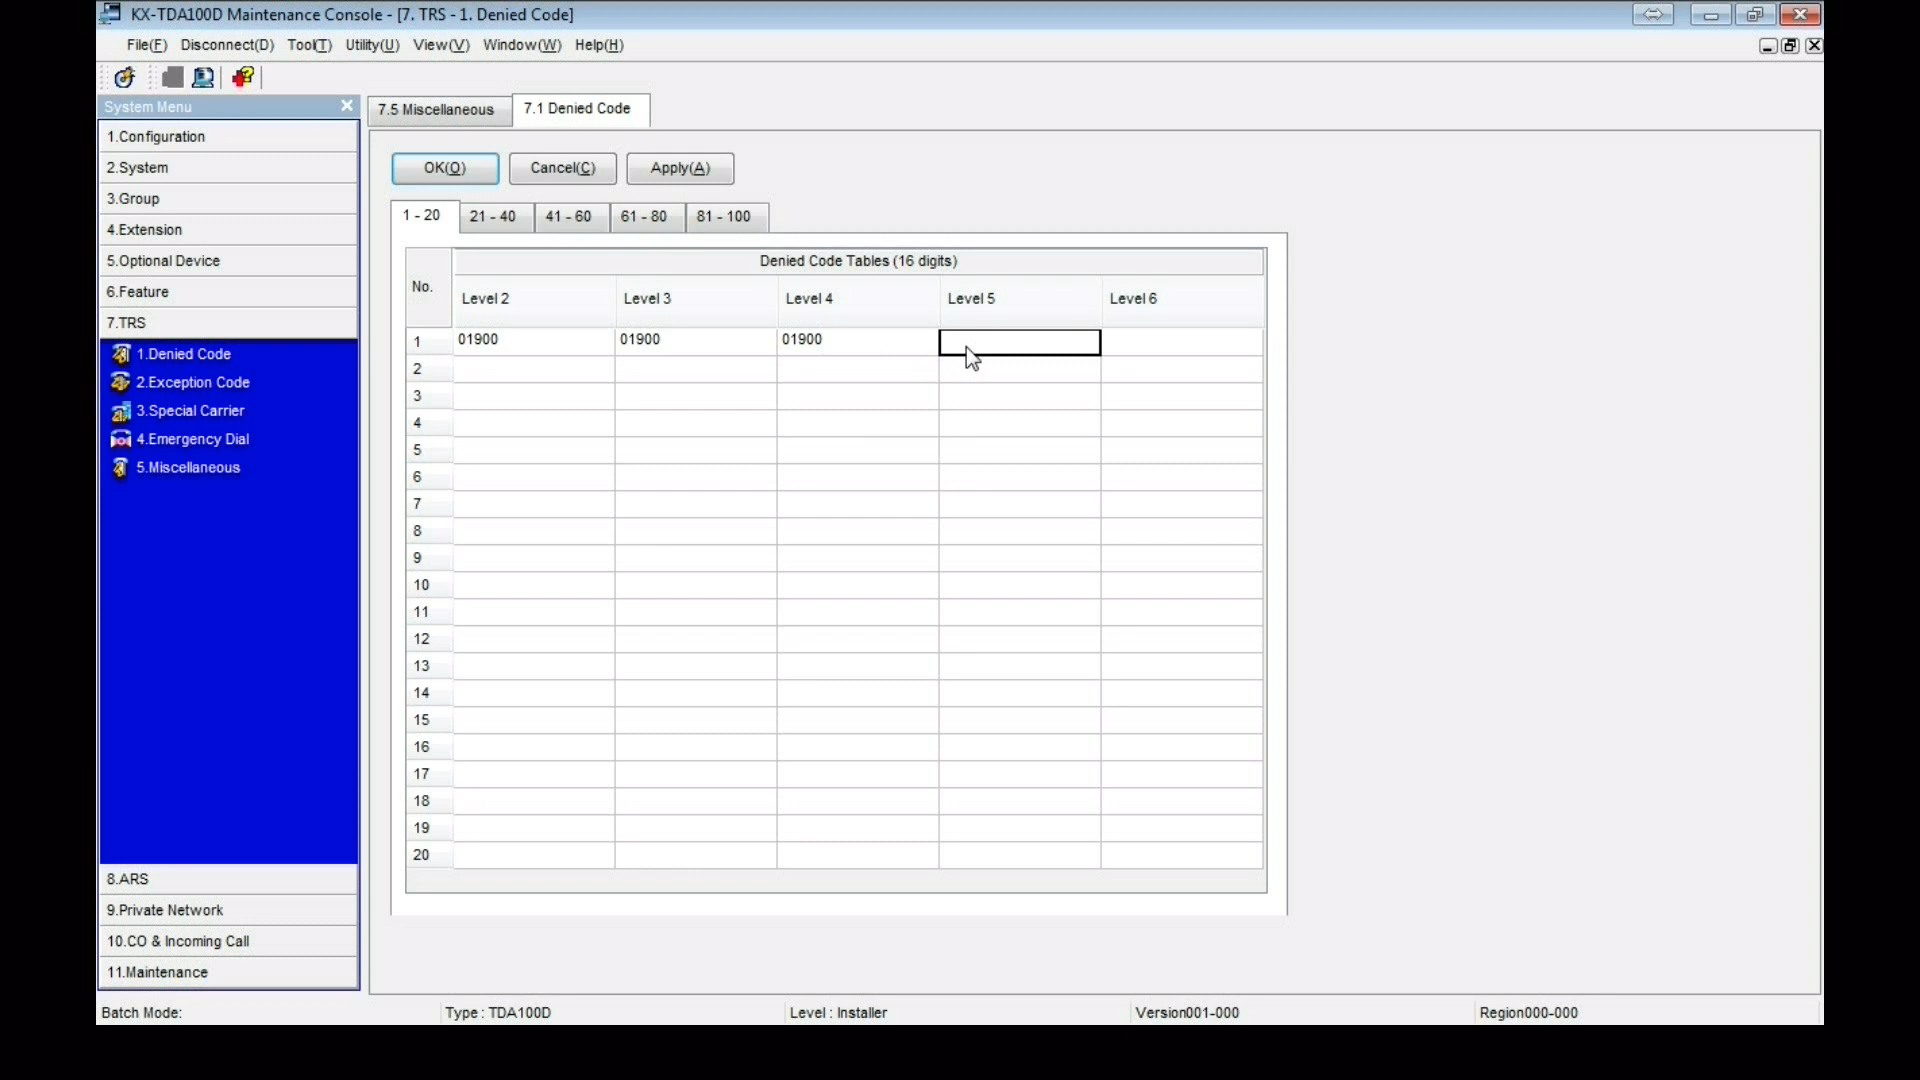 KX-TDA100D Maintenance Console - [7. TRS - 1. Denied Code]
File(F) Disconnect(D) Tool(T) Utility(U) View(V) Window(W) Help(H)
System Menu
1.Configuration
2.System
3.Group
4.Extension
5.Optional Device
6.Feature
7.TRS
1.Denied Code
2.Exception Code
3.Special Carrier
4.Emergency Dial
5.Miscellaneous
8.ARS
9.Private Network
10.CO & Incoming Call
11.Maintenance
7.5 Miscellaneous 7.1 Denied Code
OK(O) Cancel(C) Apply(A)
1 - 20 21 - 40 41 - 60 61 - 80 81 - 100
No. Denied Code Tables (16 digits)
Level 2 Level 3 Level 4 Level 5 Level 6
1 01900 01900 01900
2
3
4
5
6
7
8
9
10
11
12
13
14
15
16
17
18
19
20
Batch Mode: Type : TDA100D Level : Installer Version001-000 Region000-000